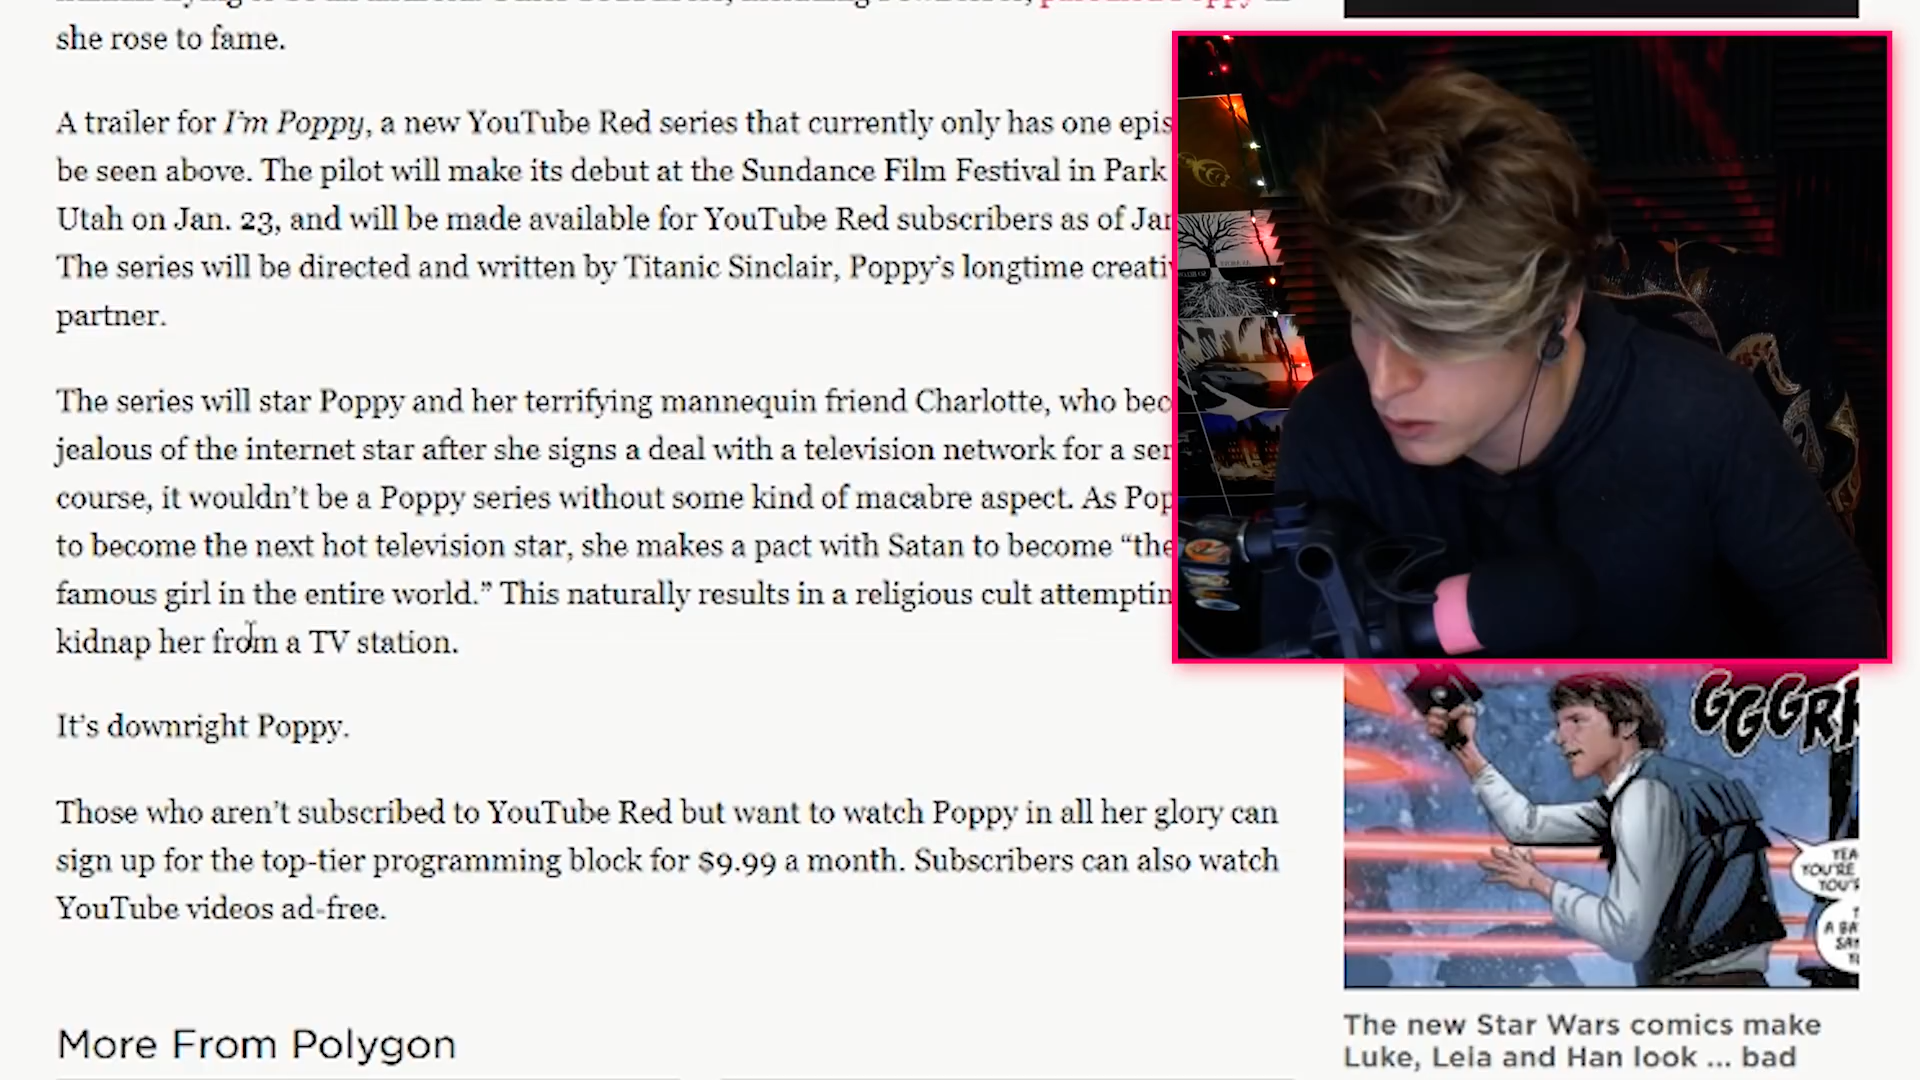 she rose to fame.
A trailer for I'm Poppy, a new YouTube Red series that currently only has one
be seen above. The pilot will make its debut at the Sundance Film Festival in Park
Utah on Jan. 23, and will be made available for YouTube Red subscribers as of
The series will be directed and written by Titanic Sinclair, Poppy's longtime
partner.
The series will star Poppy and her terrifying mannequin friend Charlotte, who
jealous of the internet star after she signs a deal with a television network for a
course, it wouldn't be a Poppy series without some kind of macabre aspect. As
to become the next hot television star, she makes a pact with Satan to become “the
famous girl in the entire world.” This naturally results in a religious cult
kidnap her from a TV station.
It's downright Poppy.
Those who aren't subscribed to YouTube Red but want to watch Poppy in all her glory can
sign up for the top-tier programming block for $9.99 a month. Subscribers can also watch
YouTube videos ad-free.
More From Polygon
The new Star Wars comics make
Luke, Leia and Han look ... bad